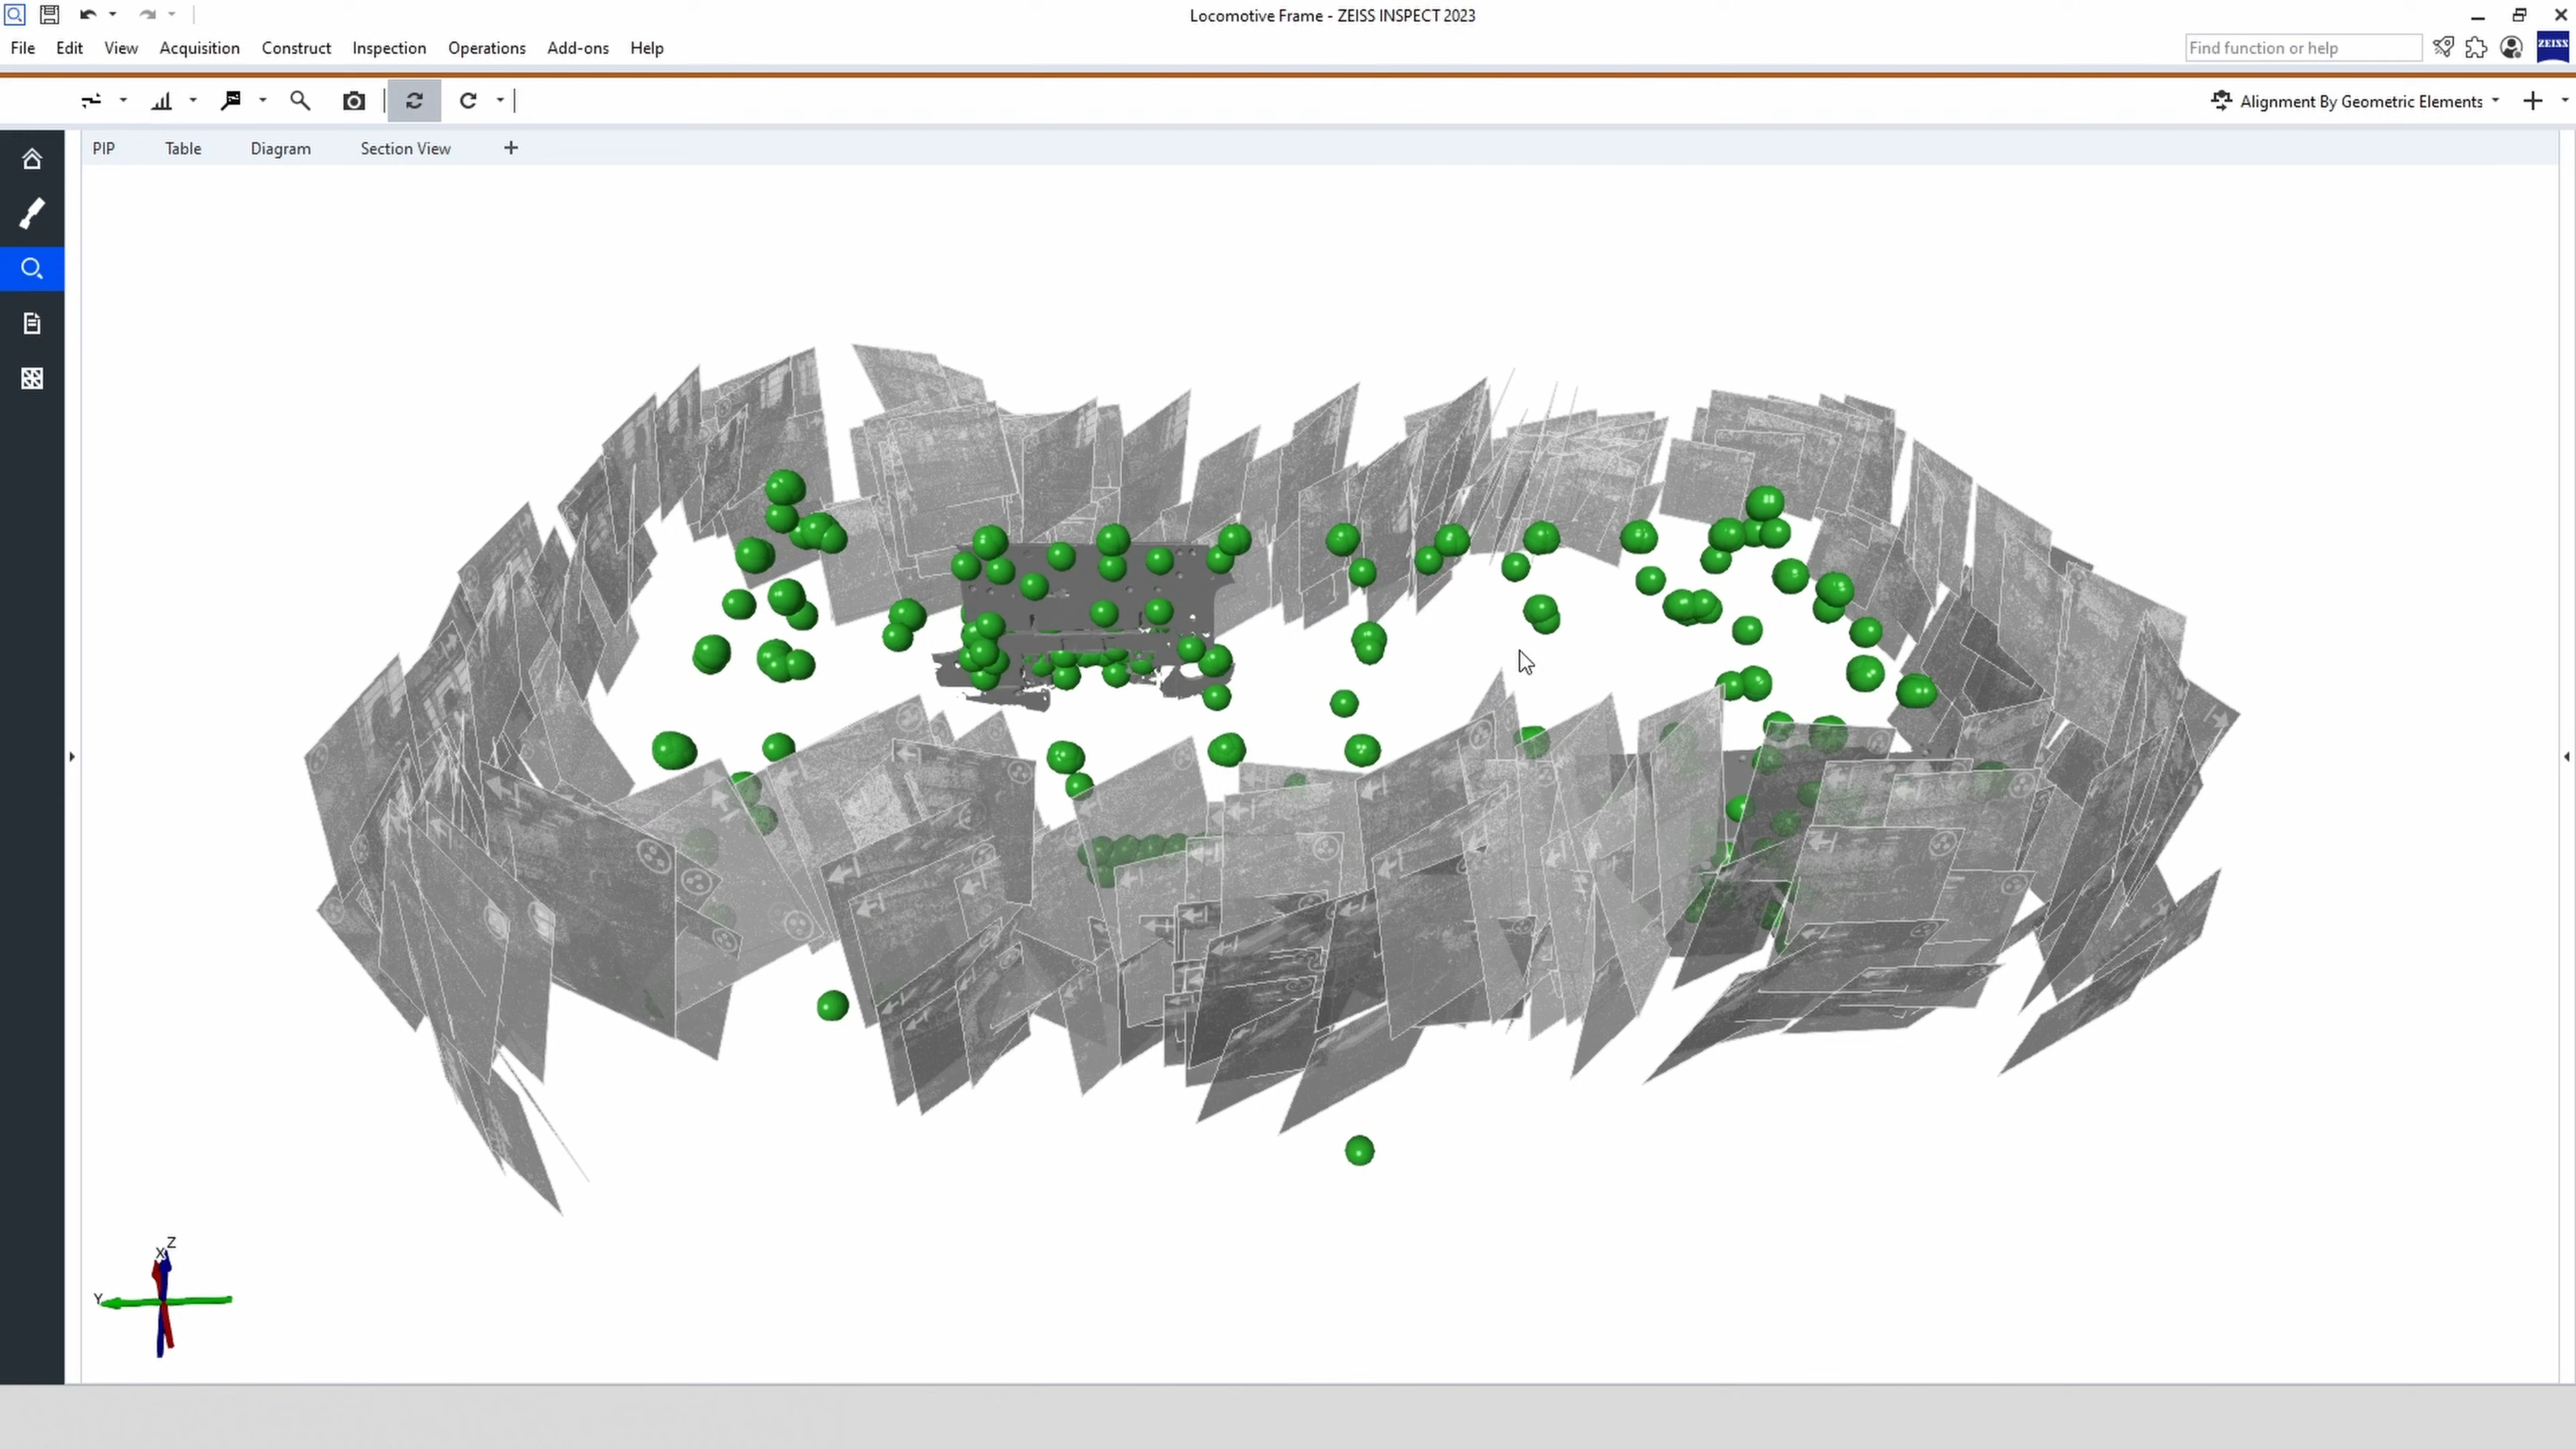 Locomotive Frame - ZEISS INSPECT 2023
File Edit View Acquisition Construct Inspection Operations Add-ons Help
Find function or help
ZEISS
Alignment By Geometric Elements
PIP Table Diagram Section View
Z
X
Y